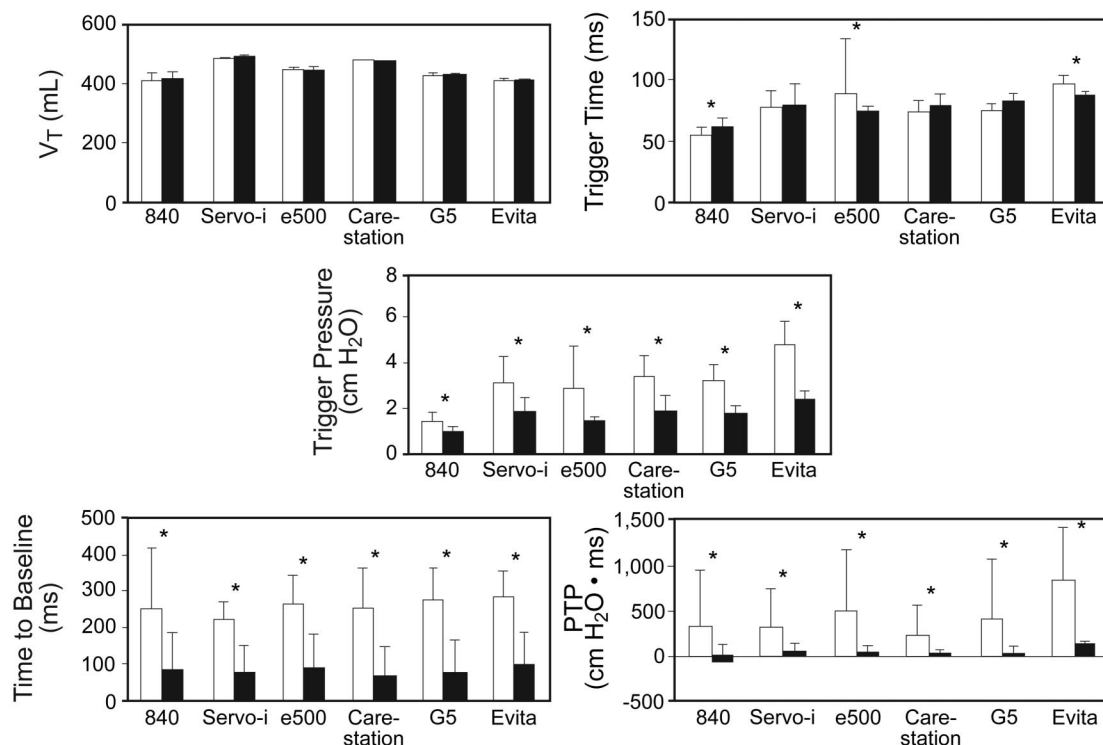 V_T (mL)
600
400
200
0
840 Servo-i e500 Care- G5 Evita
station
Trigger Time (ms)
150
100
50
0
* * *
840 Servo-i e500 Care- G5 Evita
station
Trigger Pressure
(cm H₂O)
8
6
4
2
0
* * * * * *
840 Servo-i e500 Care- G5 Evita
station
Time to Baseline
(ms)
500
400
300
200
100
0
* * * * * *
840 Servo-i e500 Care- G5 Evita
station
PTP
(cm H₂O • ms)
1,500
1,000
500
0
-500
* * * * * *
840 Servo-i e500 Care- G5 Evita
station